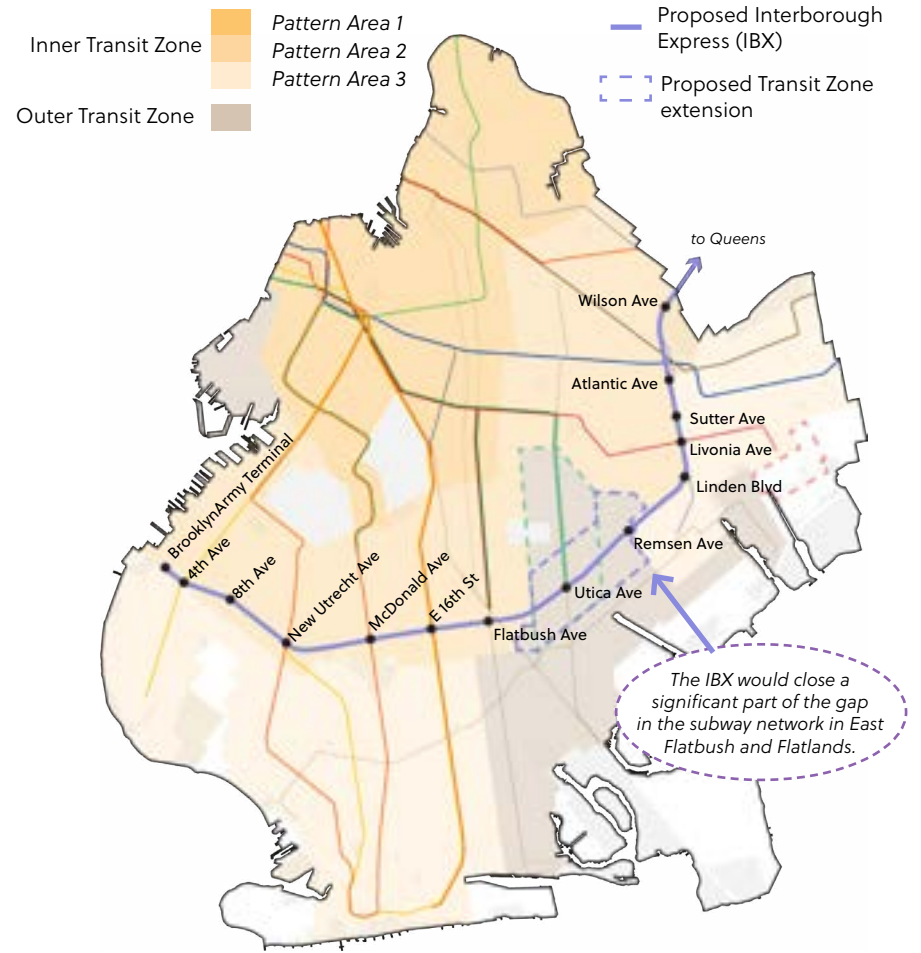 Inner Transit Zone
Pattern Area 1
Pattern Area 2
Pattern Area 3
Outer Transit Zone
Proposed Interborough
Express (IBX)
Proposed Transit Zone
extension
to Queens
Wilson Ave
Atlantic Ave
Sutter Ave
Livonia Ave
Linden Blvd
Remsen Ave
Utica Ave
Flatbush Ave
E 16th St
McDonald Ave
New Utrecht Ave
8th Ave
4th Ave
BrooklynArmy Terminal
The IBX would close a
significant part of the gap
in the subway network in East
Flatbush and Flatlands.